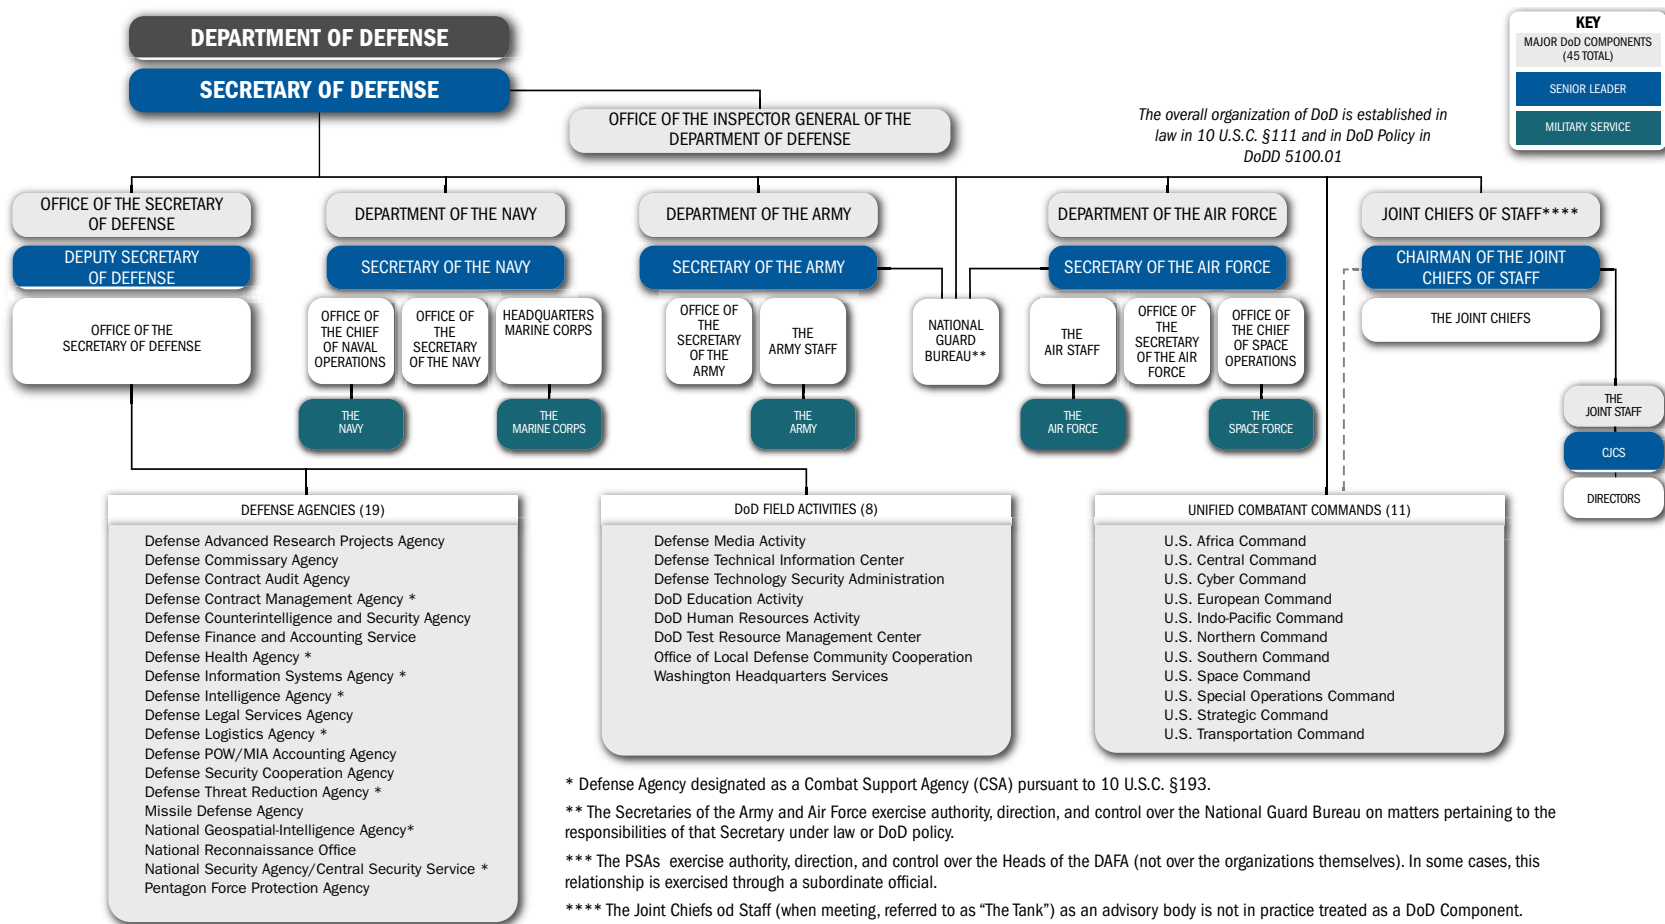 DEPARTMENT OF DEFENSE
SECRETARY OF DEFENSE
OFFICE OF THE INSPECTOR GENERAL OF THE
DEPARTMENT OF DEFENSE
The overall organization of DoD is established in
law in 10 U.S.C. §111 and in DoD Policy in
DoDD 5100.01
KEY
MAJOR DoD COMPONENTS
(45 TOTAL)
SENIOR LEADER
MILITARY SERVICE
OFFICE OF THE SECRETARY
OF DEFENSE
DEPUTY SECRETARY
OF DEFENSE
OFFICE OF THE
SECRETARY OF DEFENSE
DEPARTMENT OF THE NAVY
SECRETARY OF THE NAVY
OFFICE OF
THE CHIEF
OF NAVAL
OPERATIONS
OFFICE OF
THE
SECRETARY
OF THE NAVY
HEADQUARTERS
MARINE CORPS
THE
NAVY
THE
MARINE CORPS
DEPARTMENT OF THE ARMY
SECRETARY OF THE ARMY
OFFICE OF
THE
SECRETARY
OF THE
ARMY
THE
ARMY STAFF
THE
ARMY
NATIONAL
GUARD
BUREAU**
DEPARTMENT OF THE AIR FORCE
SECRETARY OF THE AIR FORCE
THE
AIR STAFF
OFFICE OF
THE
SECRETARY
OF THE AIR
FORCE
OFFICE OF
THE CHIEF
OF SPACE
OPERATIONS
THE
AIR FORCE
THE
SPACE FORCE
JOINT CHIEFS OF STAFF****
CHAIRMAN OF THE JOINT
CHIEFS OF STAFF
THE JOINT CHIEFS
THE
JOINT STAFF
CJCS
DIRECTORS
DEFENSE AGENCIES (19)
Defense Advanced Research Projects Agency
Defense Commissary Agency
Defense Contract Audit Agency
Defense Contract Management Agency *
Defense Counterintelligence and Security Agency
Defense Finance and Accounting Service
Defense Health Agency *
Defense Information Systems Agency *
Defense Intelligence Agency *
Defense Legal Services Agency
Defense Logistics Agency *
Defense POW/MIA Accounting Agency
Defense Security Cooperation Agency
Defense Threat Reduction Agency *
Missile Defense Agency
National Geospatial-Intelligence Agency*
National Reconnaissance Office
National Security Agency/Central Security Service *
Pentagon Force Protection Agency
DoD FIELD ACTIVITIES (8)
Defense Media Activity
Defense Technical Information Center
Defense Technology Security Administration
DoD Education Activity
DoD Human Resources Activity
DoD Test Resource Management Center
Office of Local Defense Community Cooperation
Washington Headquarters Services
UNIFIED COMBATANT COMMANDS (11)
U.S. Africa Command
U.S. Central Command
U.S. Cyber Command
U.S. European Command
U.S. Indo-Pacific Command
U.S. Northern Command
U.S. Southern Command
U.S. Space Command
U.S. Special Operations Command
U.S. Strategic Command
U.S. Transportation Command
* Defense Agency designated as a Combat Support Agency (CSA) pursuant to 10 U.S.C. §193.
** The Secretaries of the Army and Air Force exercise authority, direction, and control over the National Guard Bureau on matters pertaining to the
responsibilities of that Secretary under law or DoD policy.
*** The PSAs exercise authority, direction, and control over the Heads of the DAFA (not over the organizations themselves). In some cases, this
relationship is exercised through a subordinate official.
**** The Joint Chiefs od Staff (when meeting, referred to as “The Tank”) as an advisory body is not in practice treated as a DoD Component.